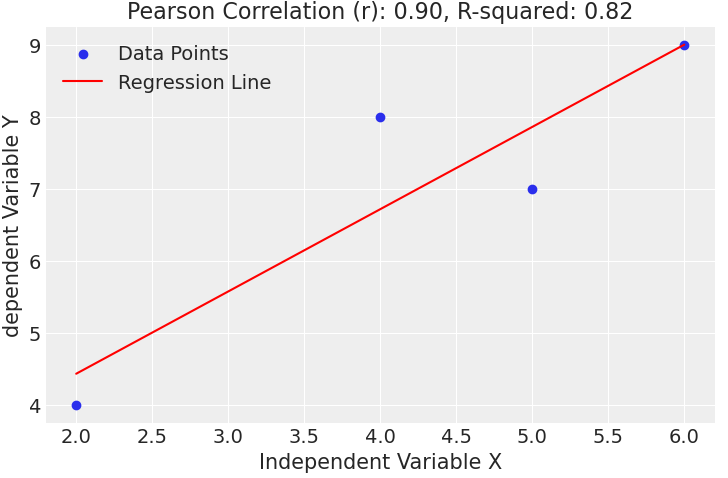 Pearson Correlation (r): 0.90, R-squared: 0.82
Data Points
Regression Line
9
8
7
6
5
4
dependent Variable Y
2.0 2.5 3.0 3.5 4.0 4.5 5.0 5.5 6.0
Independent Variable X